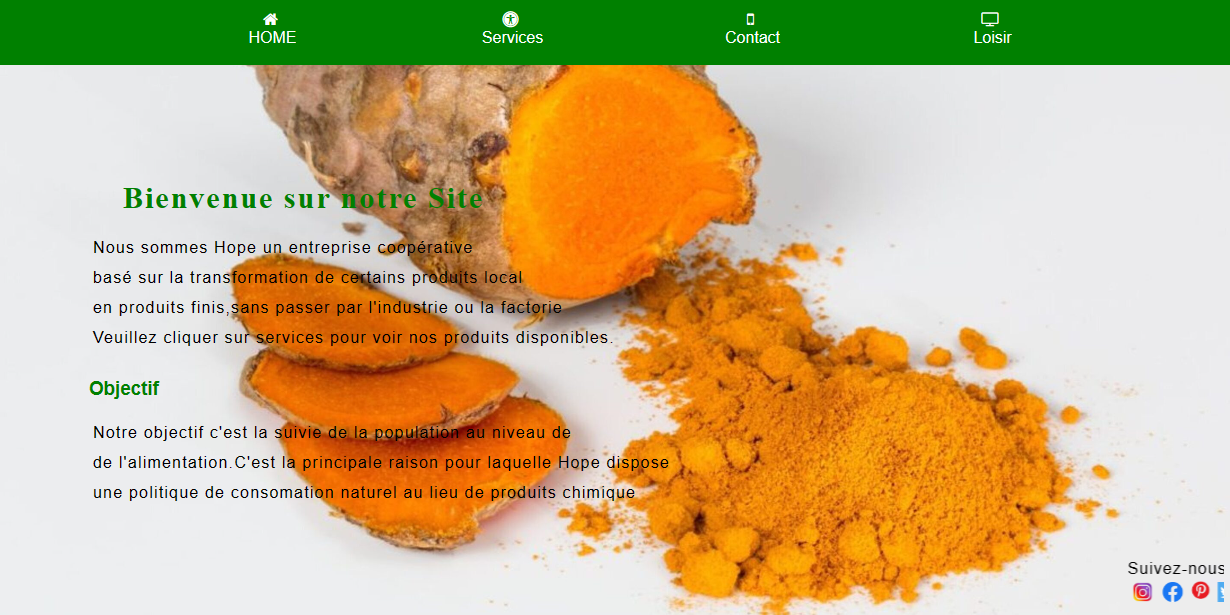 HOME
Services
Contact
Loisir
Bienvenue sur notre Site
Nous sommes Hope un entreprise coopérative
basé sur la transformation de certains produits local
en produits finis,sans passer par l'industrie ou la factorie
Veuillez cliquer sur services pour voir nos produits disponibles.
Objectif
Notre objectif c'est la suivie de la population au niveau de
de l'alimentation.C'est la principale raison pour laquelle Hope dispose
une politique de consomation naturel au lieu de produits chimique
Suivez-nous